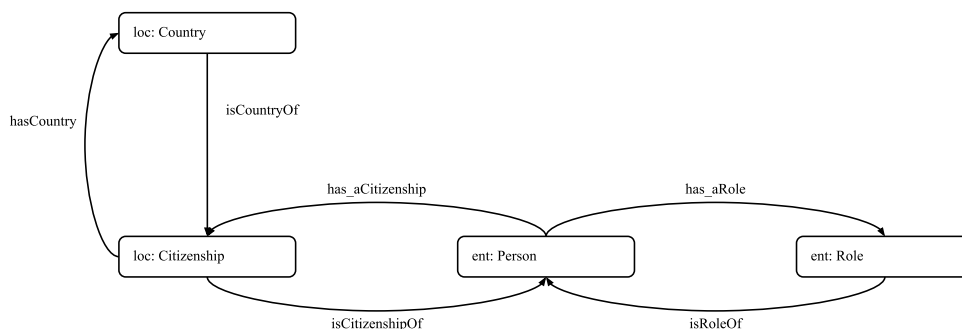 loc: Country
isCountryOf
hasCountry
has_aCitizenship
has_aRole
loc: Citizenship
ent: Person
ent: Role
isCitizenshipOf
isRoleOf